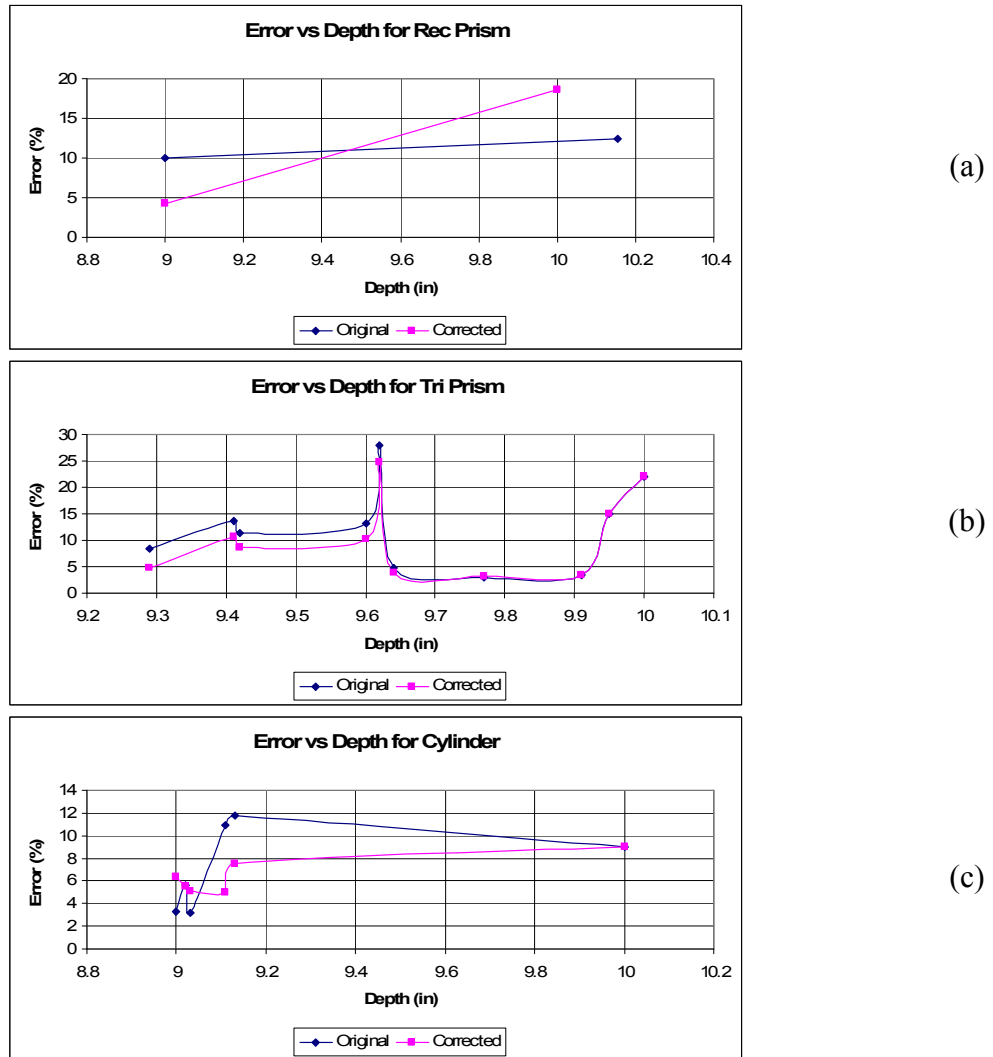 Error vs Depth for Rec Prism
20
15
10
5
0
Error (%)
8.8 9 9.2 9.4 9.6 9.8 10 10.2 10.4
Depth (in)
Original Corrected
(a)
Error vs Depth for Tri Prism
30
25
20
15
10
5
0
Error (%)
9.2 9.3 9.4 9.5 9.6 9.7 9.8 9.9 10 10.1
Depth (in)
Original Corrected
(b)
Error vs Depth for Cylinder
14
12
10
8
6
4
2
0
Error (%)
8.8 9 9.2 9.4 9.6 9.8 10 10.2
Depth (in)
Original Corrected
(c)